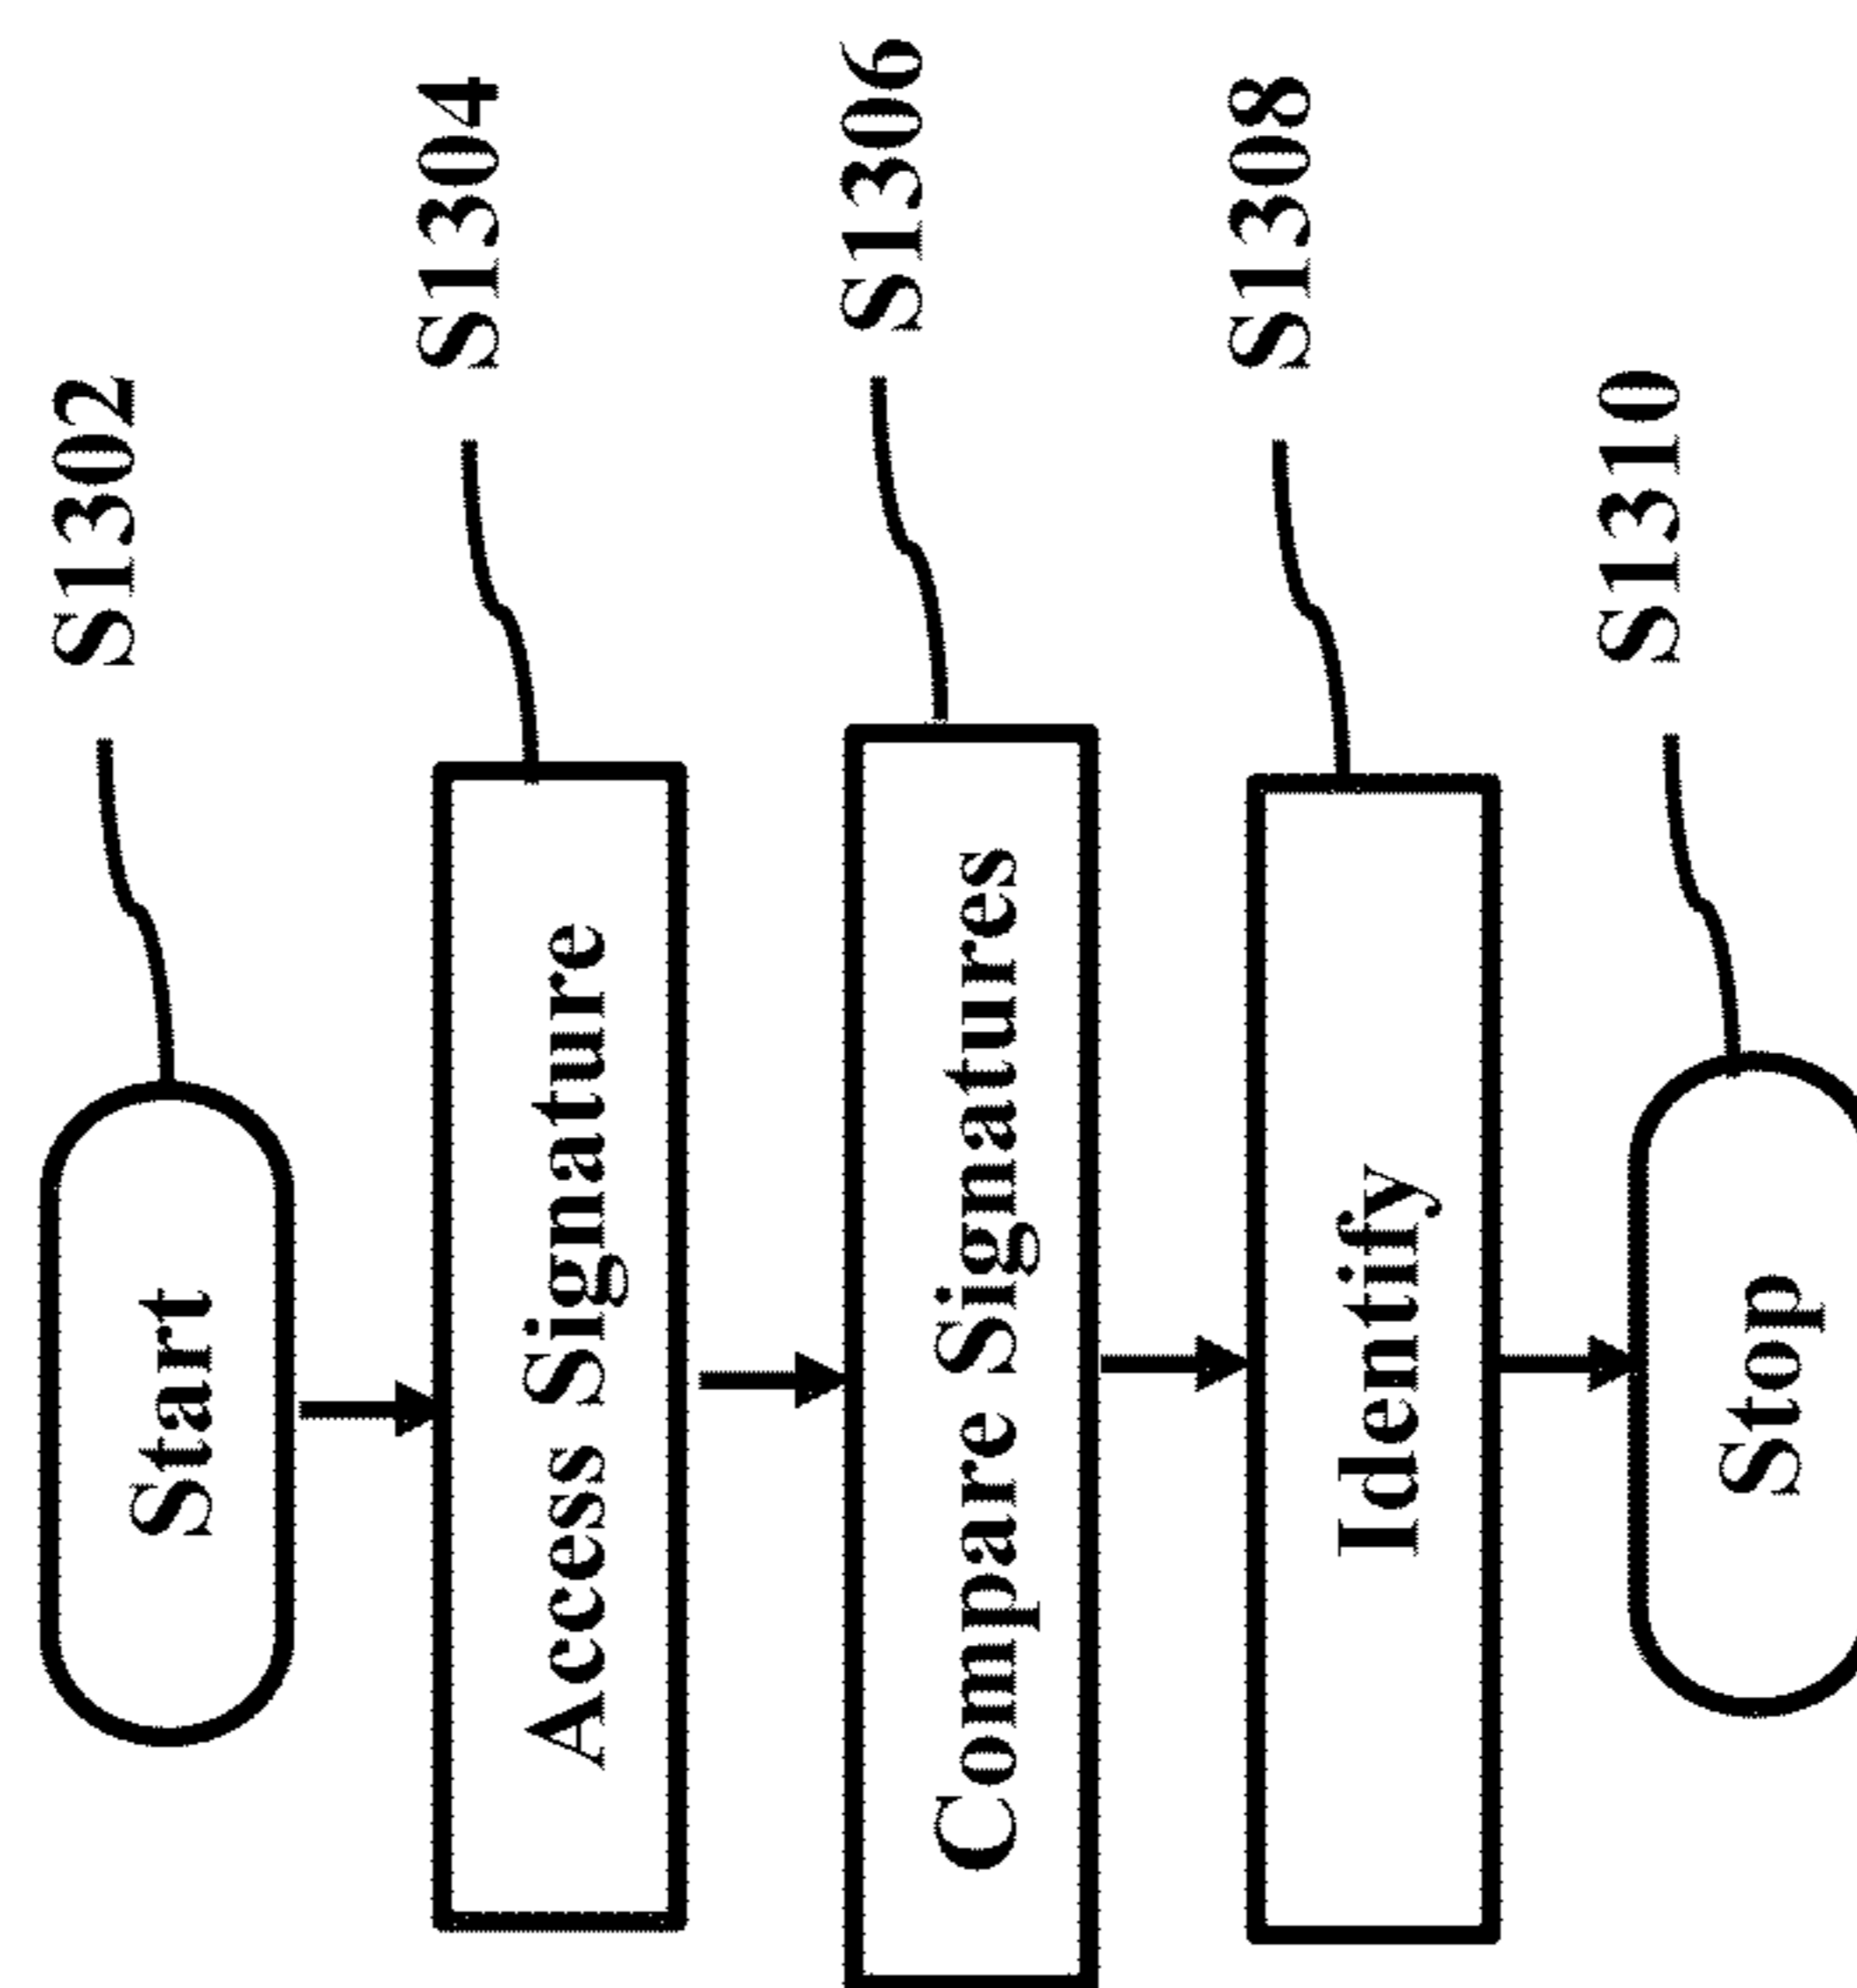 Start
S1302
Access Signature
S1304
Compare Signatures
S1306
Identify
S1308
Stop
S1310